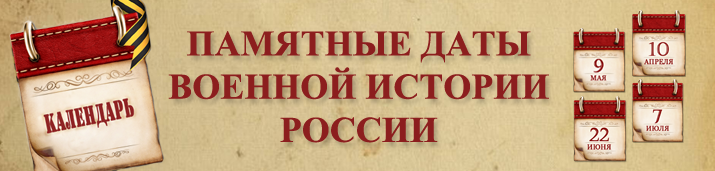 КАЛЕНДАРЬ
ПАМЯТНЫЕ ДАТЫ
ВОЕННОЙ ИСТОРИИ
РОССИИ
9
МАЯ
10
АПРЕЛЯ
22
ИЮНЯ
7
ИЮЛЯ